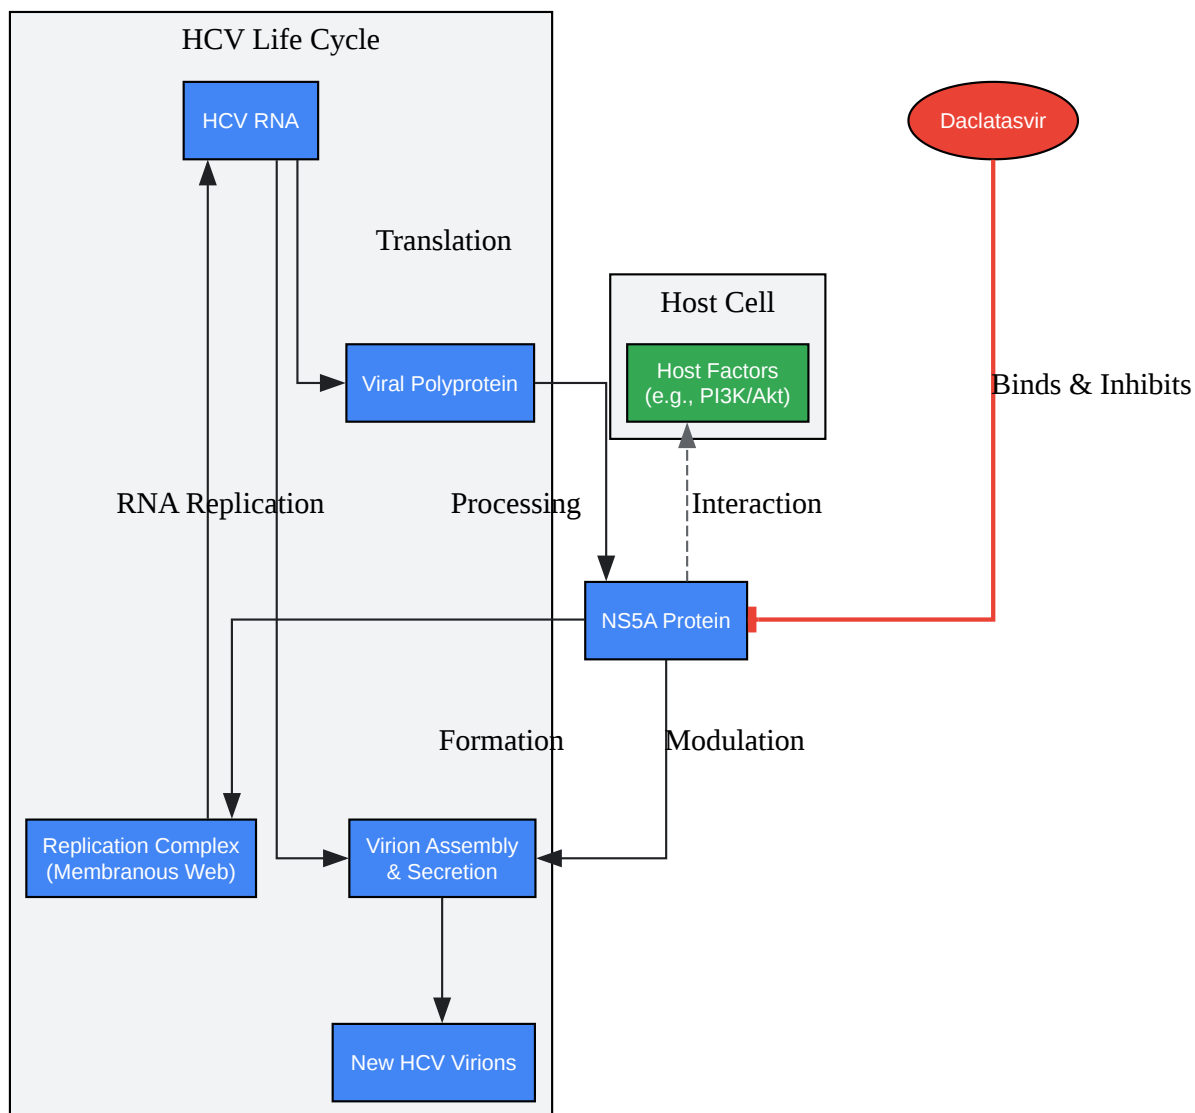 HCV Life Cycle
HCV RNA
Daclatasvir
Translation
Host Cell
Viral Polyprotein
Host Factors
(e.g., PI3K/Akt)
Binds & Inhibits
RNA Replication
Processing
Interaction
NS5A Protein
Formation
Modulation
Replication Complex
(Membranous Web)
Virion Assembly
& Secretion
New HCV Virions